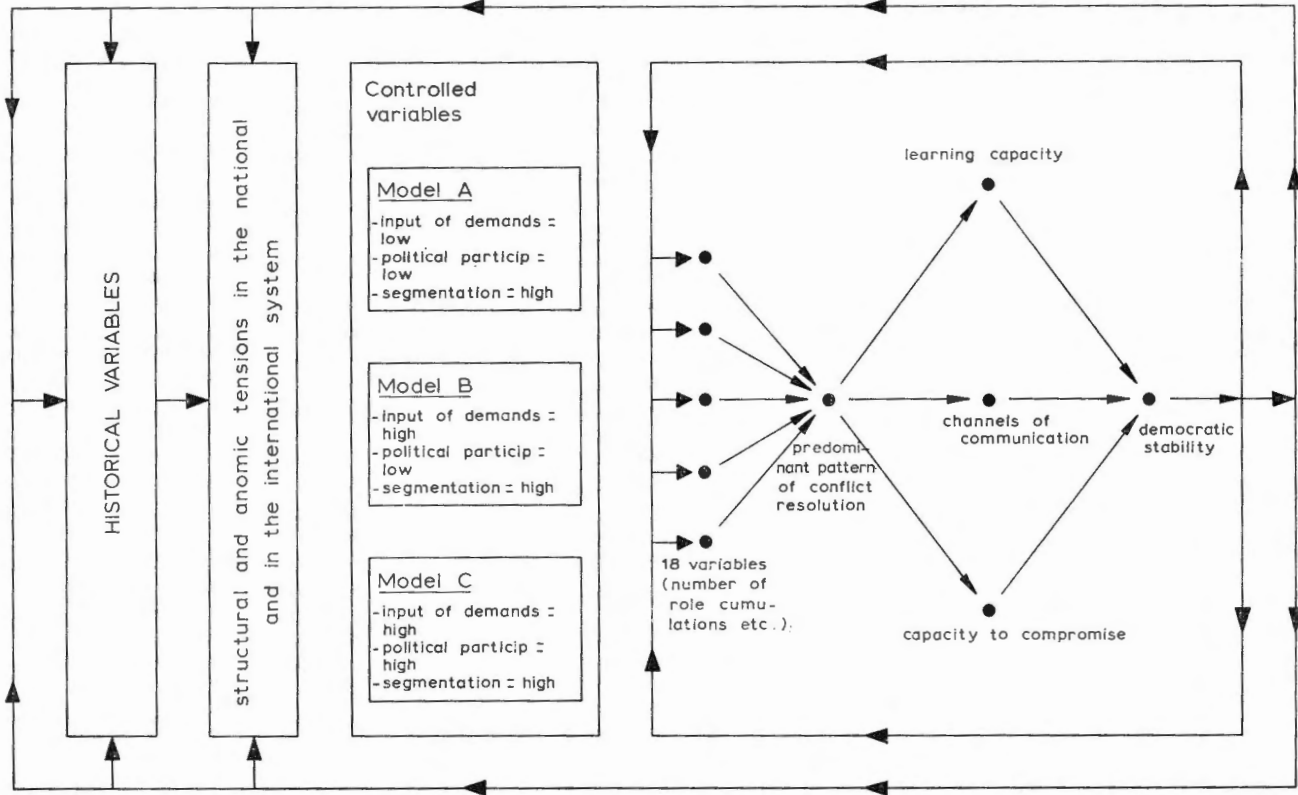 HISTORICAL VARIABLES
structural and anomic tensions in the national
and in the international system
Controlled
variables
Model A
-input of demands =
low
-political particip =
low
-segmentation = high
Model B
-input of demands =
high
-political particip =
low
-segmentation = high
Model C
-input of demands =
high
-political particip =
high
-segmentation = high
18 variables
(number of
role cumu-
lations etc.)
predomi-
nant pattern
of conflict
resolution
learning capacity
channels of
communication
capacity to compromise
democratic
stability